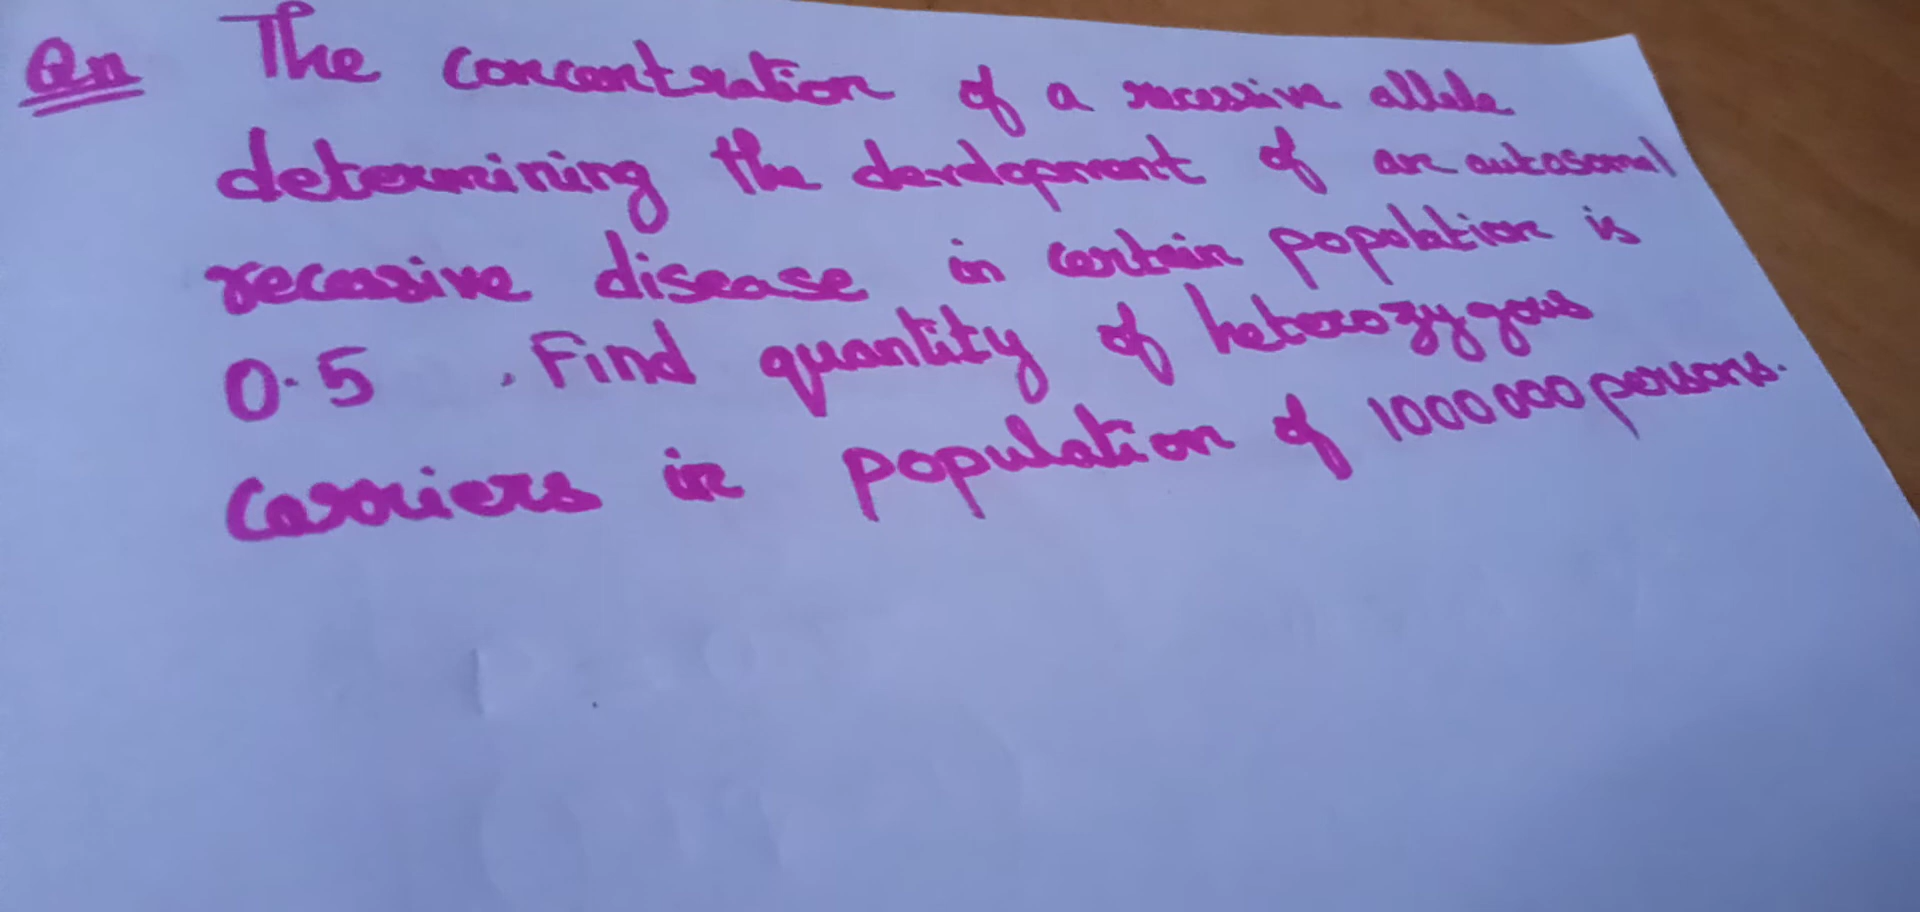 Qn The concentration of a recessive allele
determining the development of an autosomal
recessive disease in certain population is
0.5 . Find quantity of heterozygous
carriers in population of 1000000 persons.